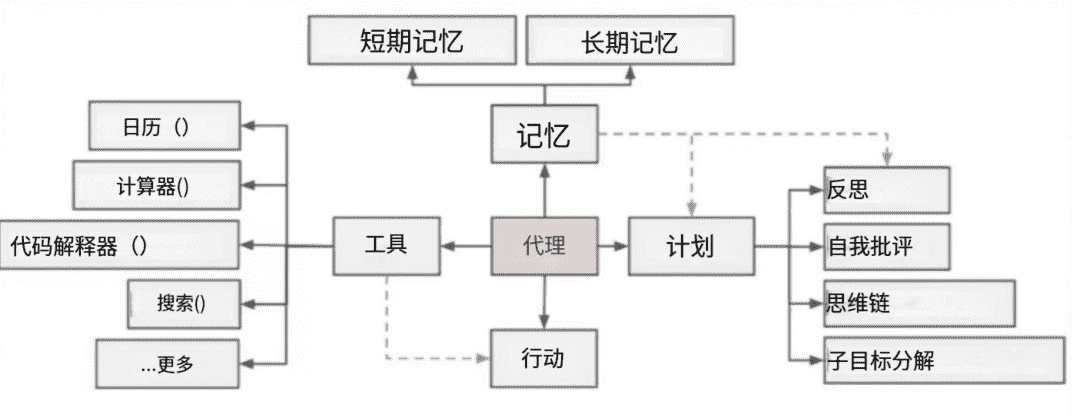 短期记忆
长期记忆
日历（）
记忆
计算器()
反思
代码解释器（）
工具
代理
计划
自我批评
搜索()
思维链
...更多
行动
子目标分解